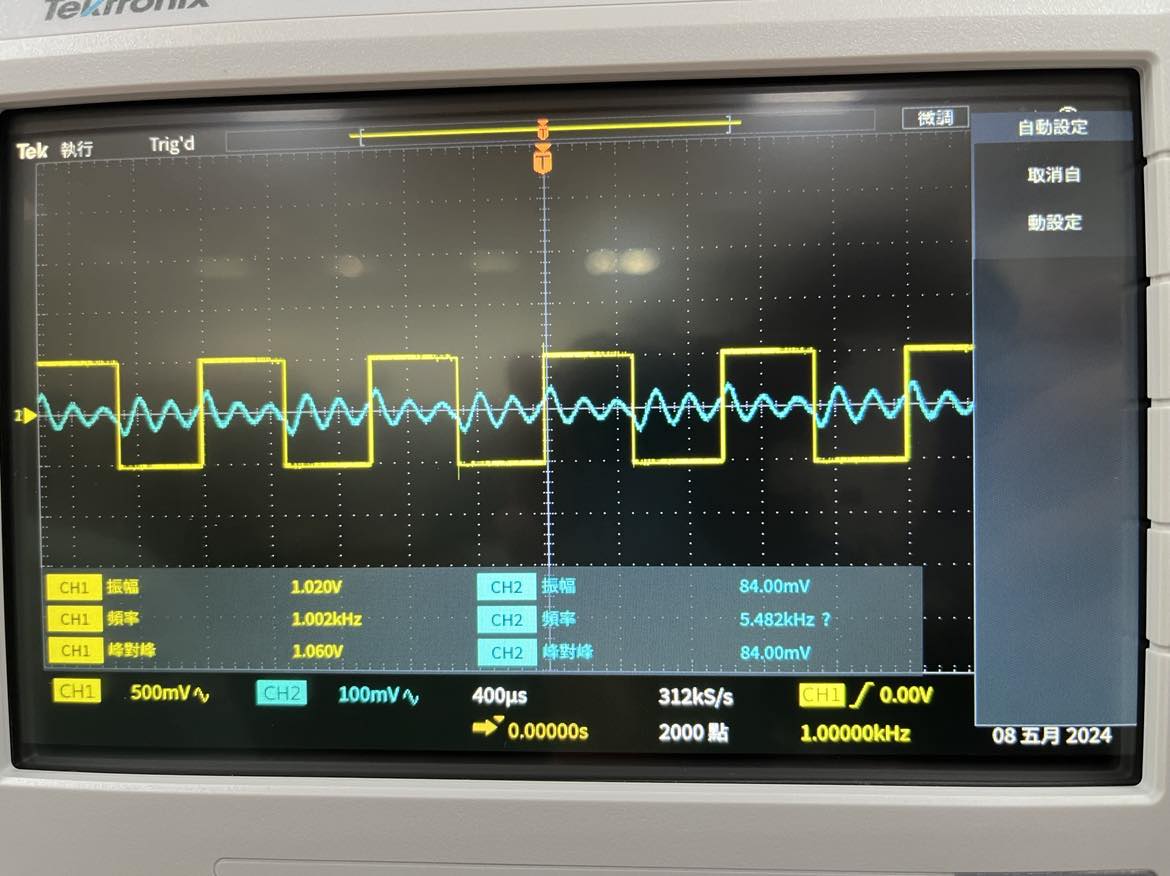 Tektronix
Tek 執行 Trig'd 微調
T
T
自動設定
取消自
動設定
1
CH1 振幅 1.020V CH2 振幅 84.00mV
CH1 頻率 1.002kHz CH2 頻率 5.482kHz ?
CH1 峰對峰 1.060V CH2 峰對峰 84.00mV
CH1 500mV CH2 100mV 400µs 312kS/s CH1 0.00V
0.00000s 2000 點 1.00000kHz
08 五月 2024